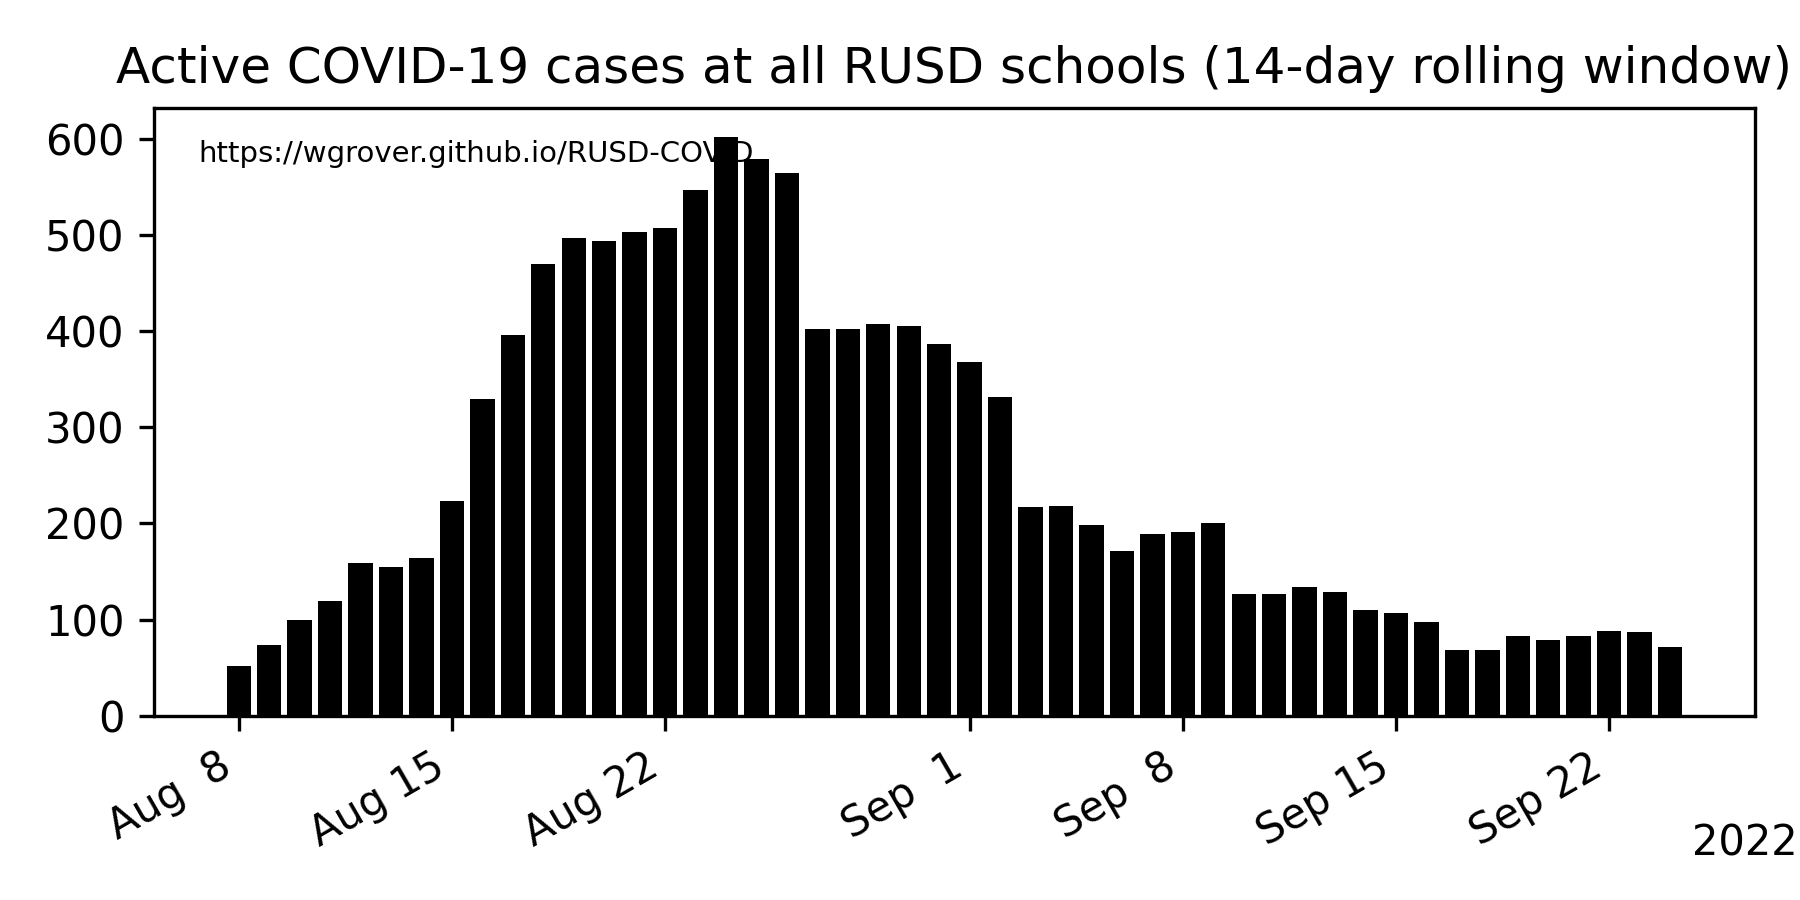 Active COVID-19 cases at all RUSD schools (14-day rolling window)
https://wgrover.github.io/RUSD-COVID
600
500
400
300
200
100
0
Aug 8
Aug 15
Aug 22
Sep 1
Sep 8
Sep 15
Sep 22
2022